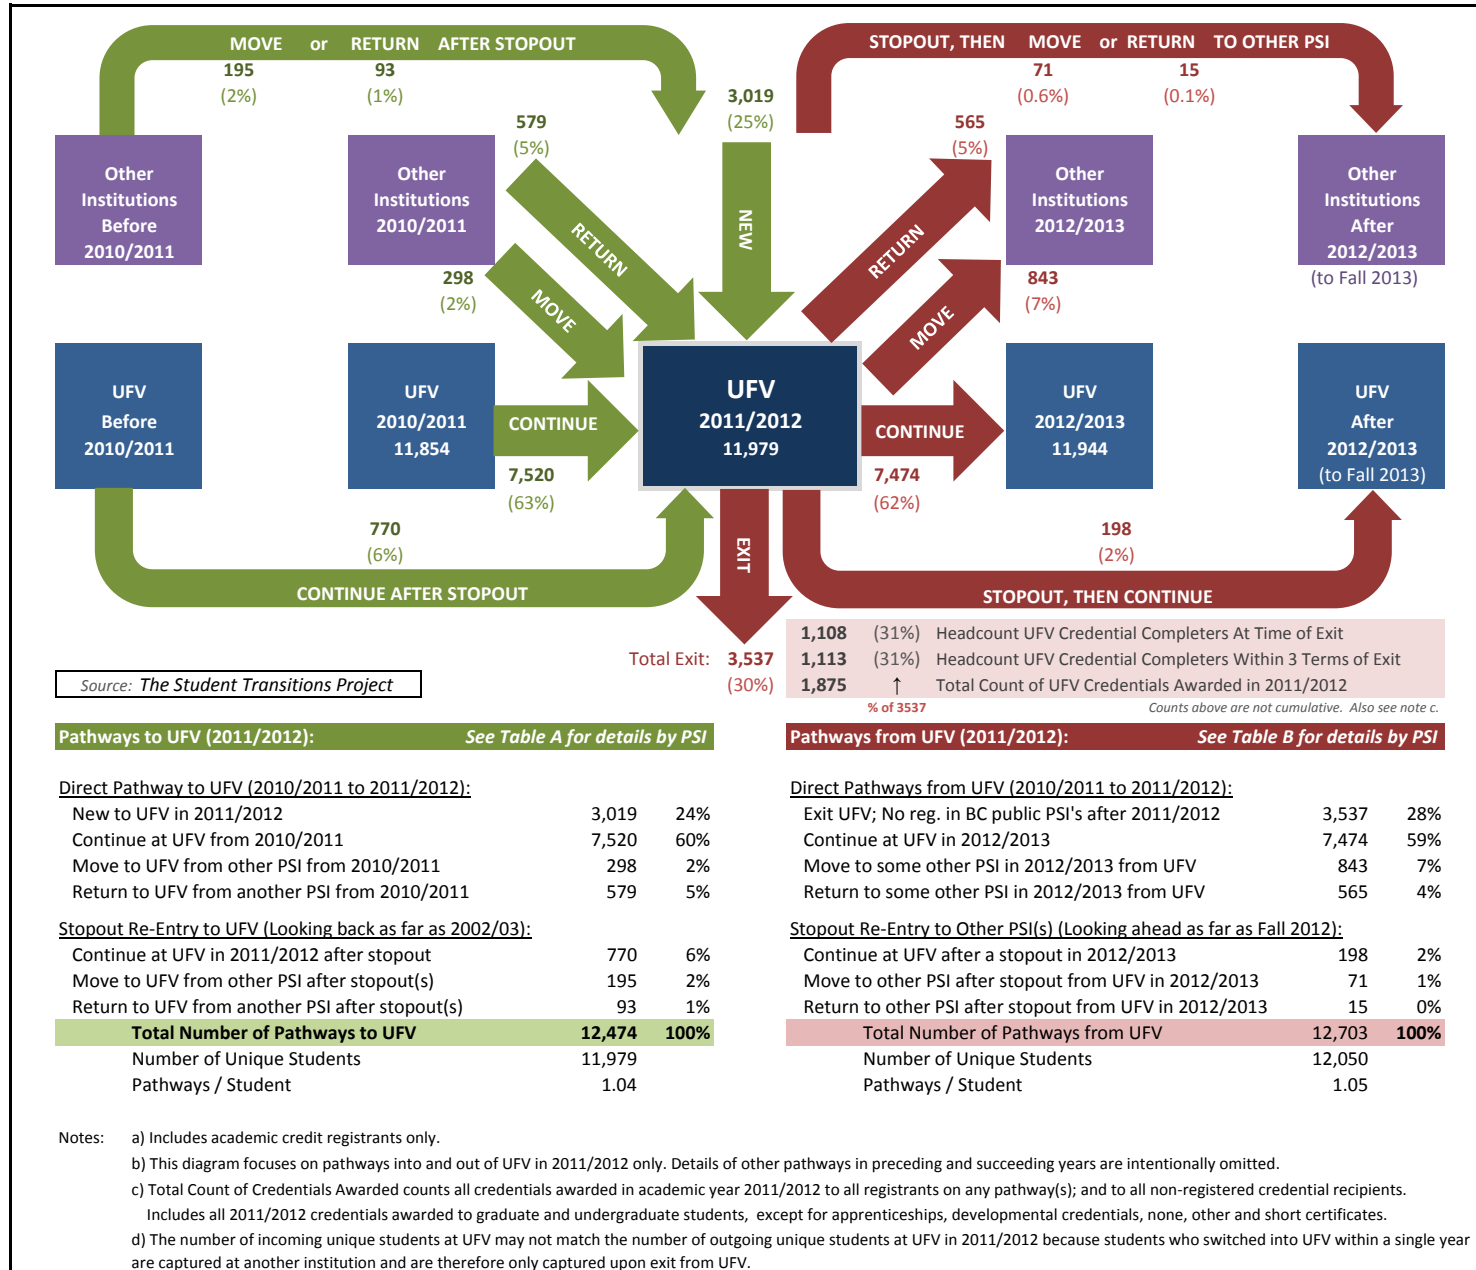 MOVE or RETURN AFTER STOPOUT
195 93
(2%) (1%)
STOPOUT, THEN MOVE or RETURN TO OTHER PSI
71 15
(0.6%) (0.1%)
3,019
(25%)
579
(5%)
565
(5%)
Other
Institutions
Before
2010/2011
Other
Institutions
2010/2011
Other
Institutions
2012/2013
Other
Institutions
After
2012/2013
(to Fall 2013)
RETURN
NEW
RETURN
298
(2%)
MOVE
MOVE
843
(7%)
UFV
Before
2010/2011
UFV
2010/2011
11,854
CONTINUE
7,520
(63%)
UFV
2011/2012
11,979
CONTINUE
7,474
(62%)
UFV
2012/2013
11,944
UFV
After
2012/2013
(to Fall 2013)
770
(6%)
CONTINUE AFTER STOPOUT
EXIT
198
(2%)
STOPOUT, THEN CONTINUE
Total Exit: 3,537
(30%)
1,108 (31%) Headcount UFV Credential Completers At Time of Exit
1,113 (31%) Headcount UFV Credential Completers Within 3 Terms of Exit
1,875 ↑ Total Count of UFV Credentials Awarded in 2011/2012
% of 3537 Counts above are not cumulative. Also see note c.
Source: The Student Transitions Project
Pathways to UFV (2011/2012): See Table A for details by PSI
Direct Pathway to UFV (2010/2011 to 2011/2012):
New to UFV in 2011/2012 3,019 24%
Continue at UFV from 2010/2011 7,520 60%
Move to UFV from other PSI from 2010/2011 298 2%
Return to UFV from another PSI from 2010/2011 579 5%
Stopout Re-Entry to UFV (Looking back as far as 2002/03):
Continue at UFV in 2011/2012 after stopout 770 6%
Move to UFV from other PSI after stopout(s) 195 2%
Return to UFV from another PSI after stopout(s) 93 1%
Total Number of Pathways to UFV 12,474 100%
Number of Unique Students 11,979
Pathways / Student 1.04
Pathways from UFV (2011/2012): See Table B for details by PSI
Direct Pathways from UFV (2010/2011 to 2011/2012):
Exit UFV; No reg. in BC public PSI's after 2011/2012 3,537 28%
Continue at UFV in 2012/2013 7,474 59%
Move to some other PSI in 2012/2013 from UFV 843 7%
Return to some other PSI in 2012/2013 from UFV 565 4%
Stopout Re-Entry to Other PSI(s) (Looking ahead as far as Fall 2012):
Continue at UFV after a stopout in 2012/2013 198 2%
Move to other PSI after stopout from UFV in 2012/2013 71 1%
Return to other PSI after stopout from UFV in 2012/2013 15 0%
Total Number of Pathways from UFV 12,703 100%
Number of Unique Students 12,050
Pathways / Student 1.05
Notes: a) Includes academic credit registrants only.
b) This diagram focuses on pathways into and out of UFV in 2011/2012 only. Details of other pathways in preceding and succeeding years are intentionally omitted.
c) Total Count of Credentials Awarded counts all credentials awarded in academic year 2011/2012 to all registrants on any pathway(s); and to all non-registered credential recipients.
Includes all 2011/2012 credentials awarded to graduate and undergraduate students, except for apprenticeships, developmental credentials, none, other and short certificates.
d) The number of incoming unique students at UFV may not match the number of outgoing unique students at UFV in 2011/2012 because students who switched into UFV within a single year
are captured at another institution and are therefore only captured upon exit from UFV.